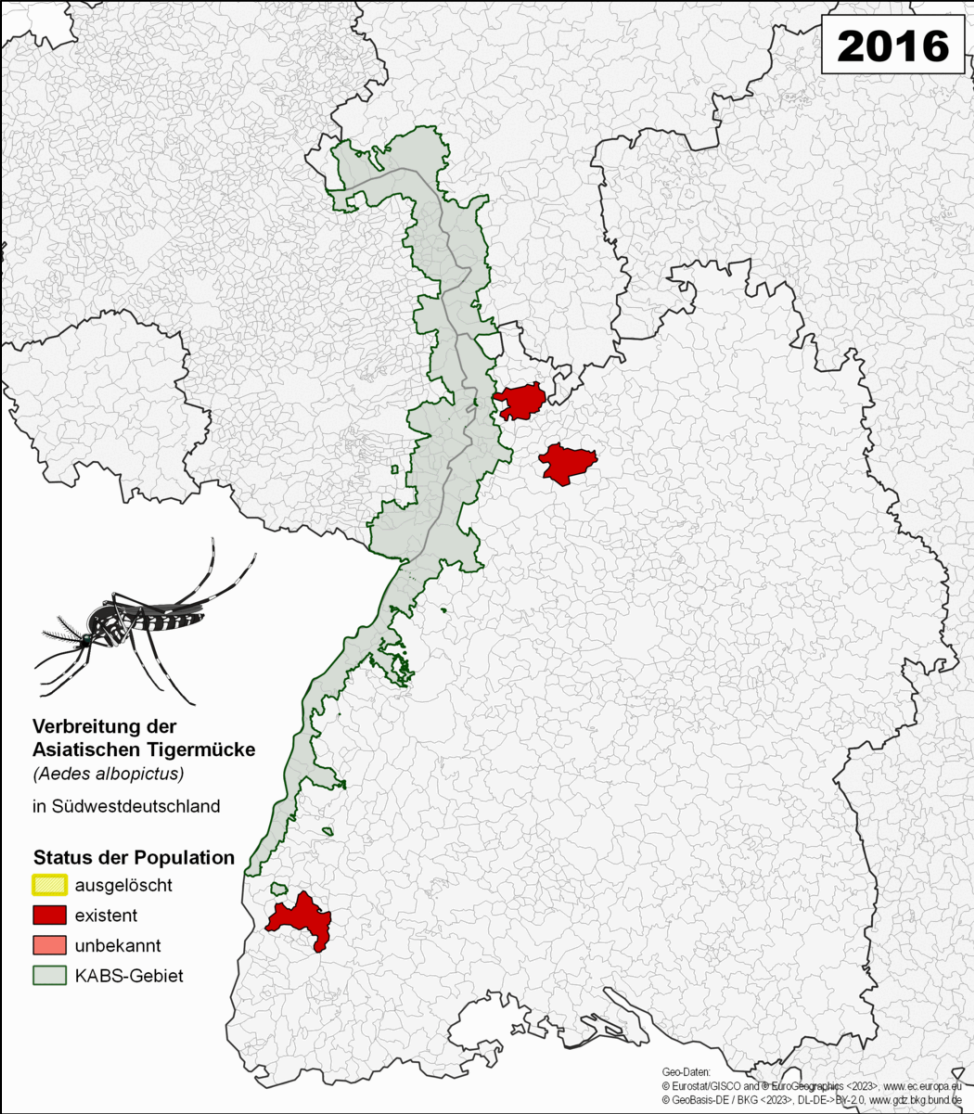 2016
Verbreitung der
Asiatischen Tigermücke
(Aedes albopictus)
in Südwestdeutschland
Status der Population
ausgelöscht
existent
unbekannt
KABS-Gebiet
Geo-Daten:
© Eurostat/GISCO and © EuroGeographics <2023>, www.ec.europa.eu
© GeoBasis-DE / BKG <2023>, DL-DE->BY-2.0, www.gdz.bkg.bund.de